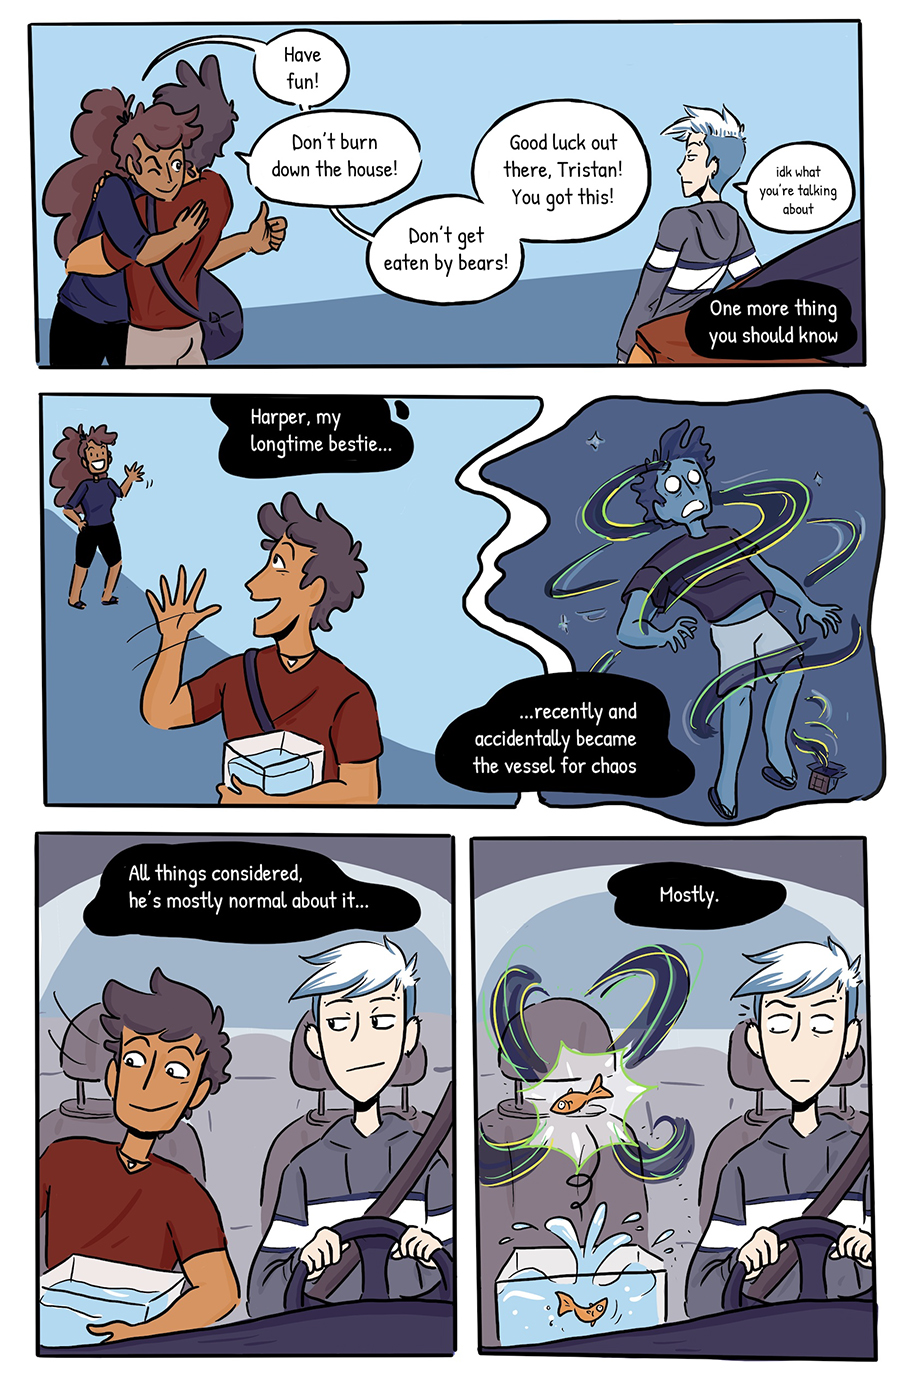 Have
fun!
Don't burn
down the house!
Don't get
eaten by bears!
Good luck out
there, Tristan!
You got this!
idk what
you're talking
about
One more thing
you should know
Harper, my
longtime bestie...
...recently and
accidentally became
the vessel for chaos
All things considered,
he's mostly normal about it...
Mostly.